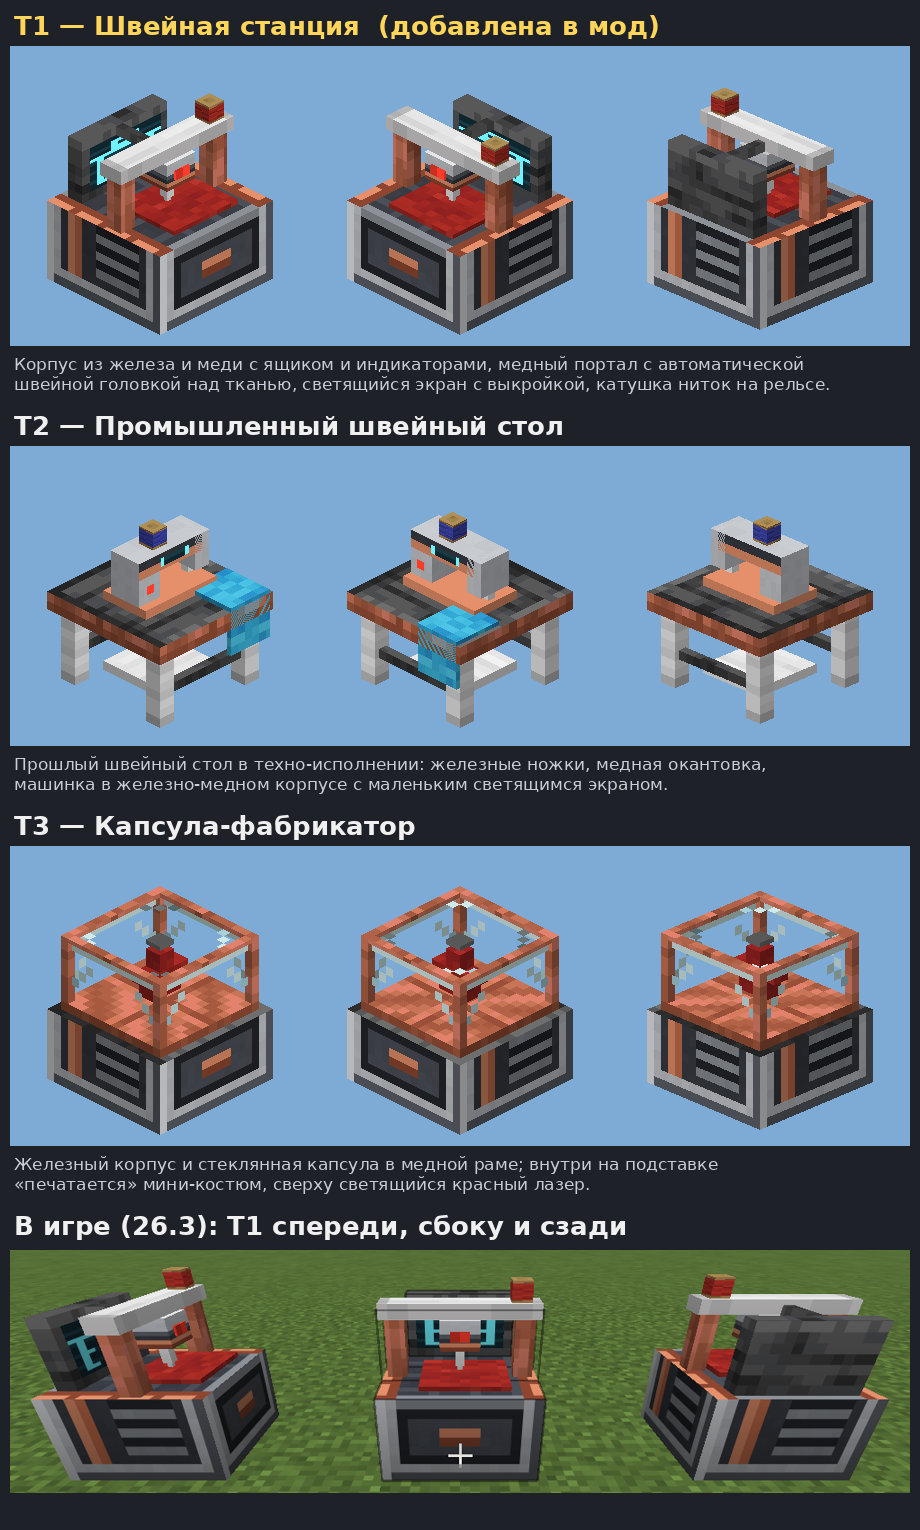 T1 — Швейная станция (добавлена в мод)
Корпус из железа и меди с ящиком и индикаторами, медный портал с автоматической
швейной головкой над тканью, светящийся экран с выкройкой, катушка ниток на рельсе.
T2 — Промышленный швейный стол
Прошлый швейный стол в техно-исполнении: железные ножки, медная окантовка,
машинка в железно-медном корпусе с маленьким светящимся экраном.
T3 — Капсула-фабрикатор
Железный корпус и стеклянная капсула в медной раме; внутри на подставке
«печатается» мини-костюм, сверху светящийся красный лазер.
В игре (26.3): T1 спереди, сбоку и сзади